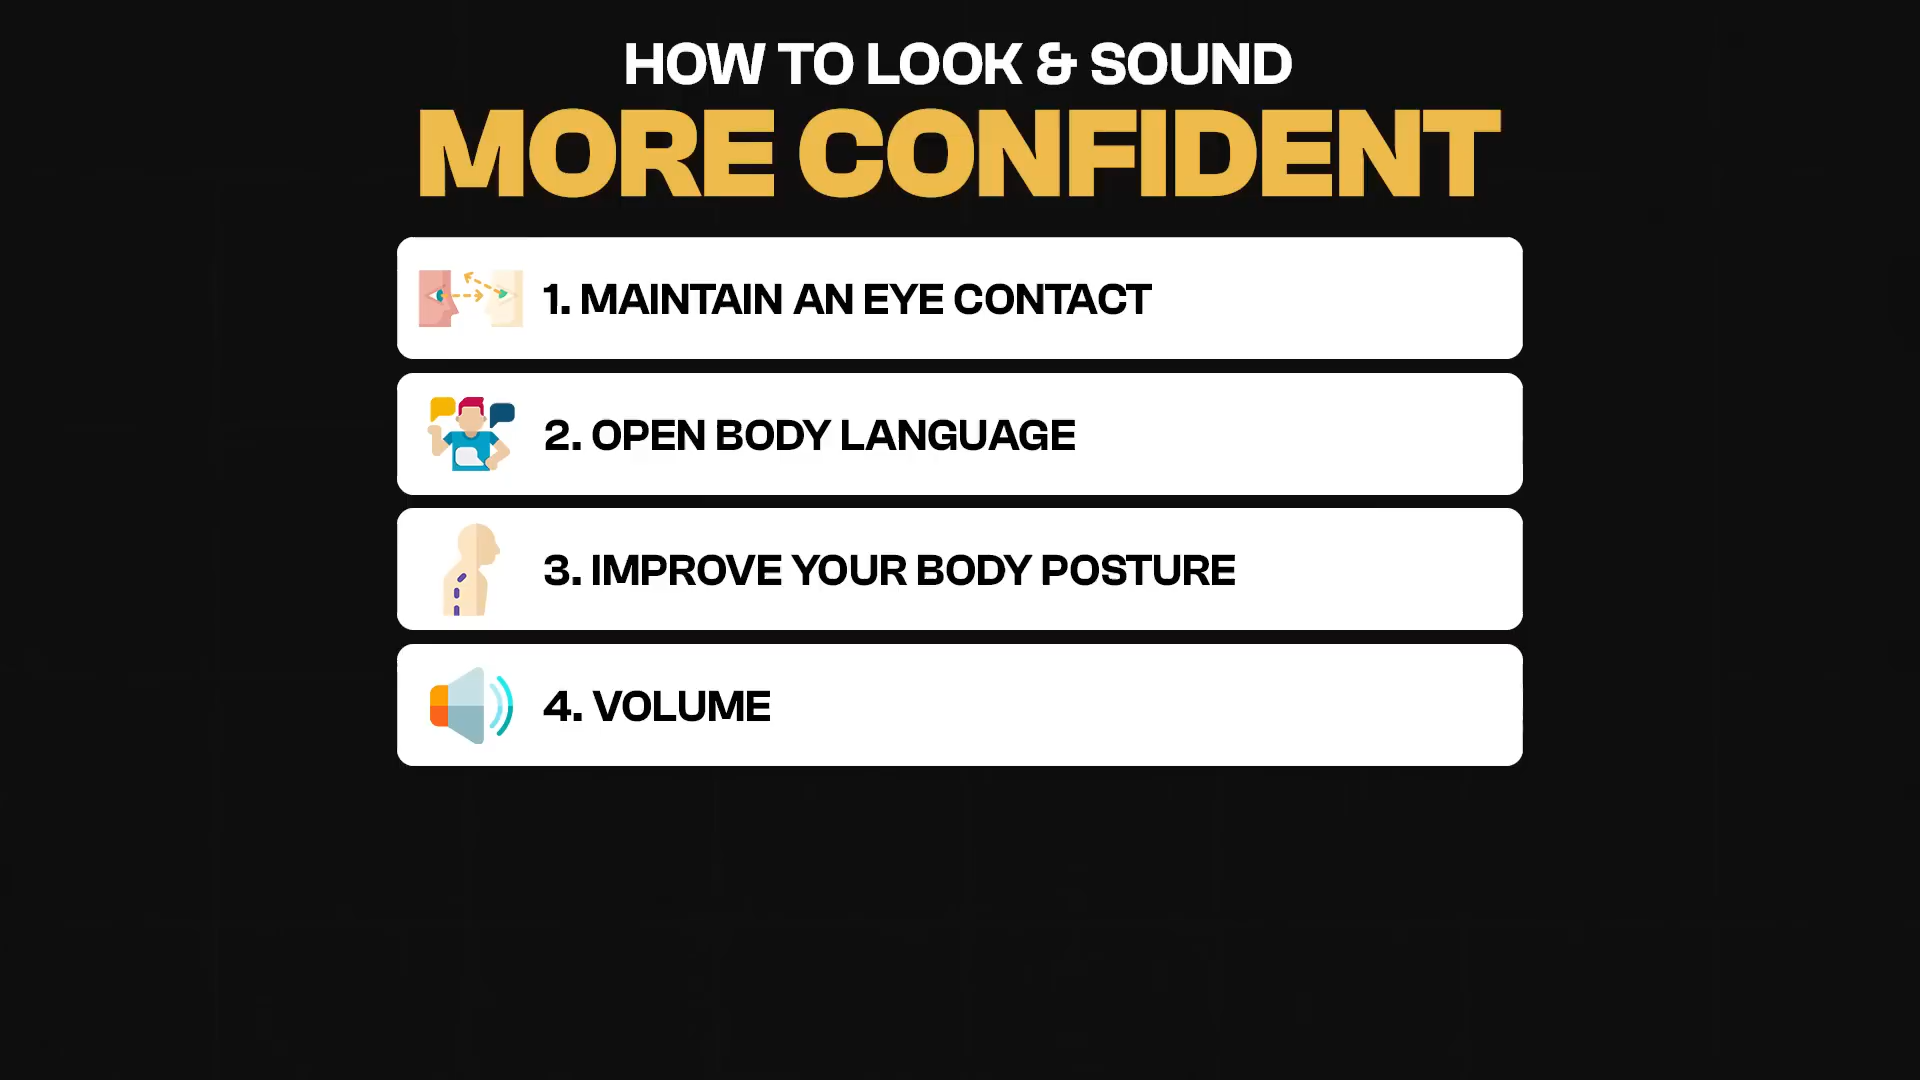 HOW TO LOOK & SOUND
MORE CONFIDENT
1. MAINTAIN AN EYE CONTACT
2. OPEN BODY LANGUAGE
3. IMPROVE YOUR BODY POSTURE
4. VOLUME